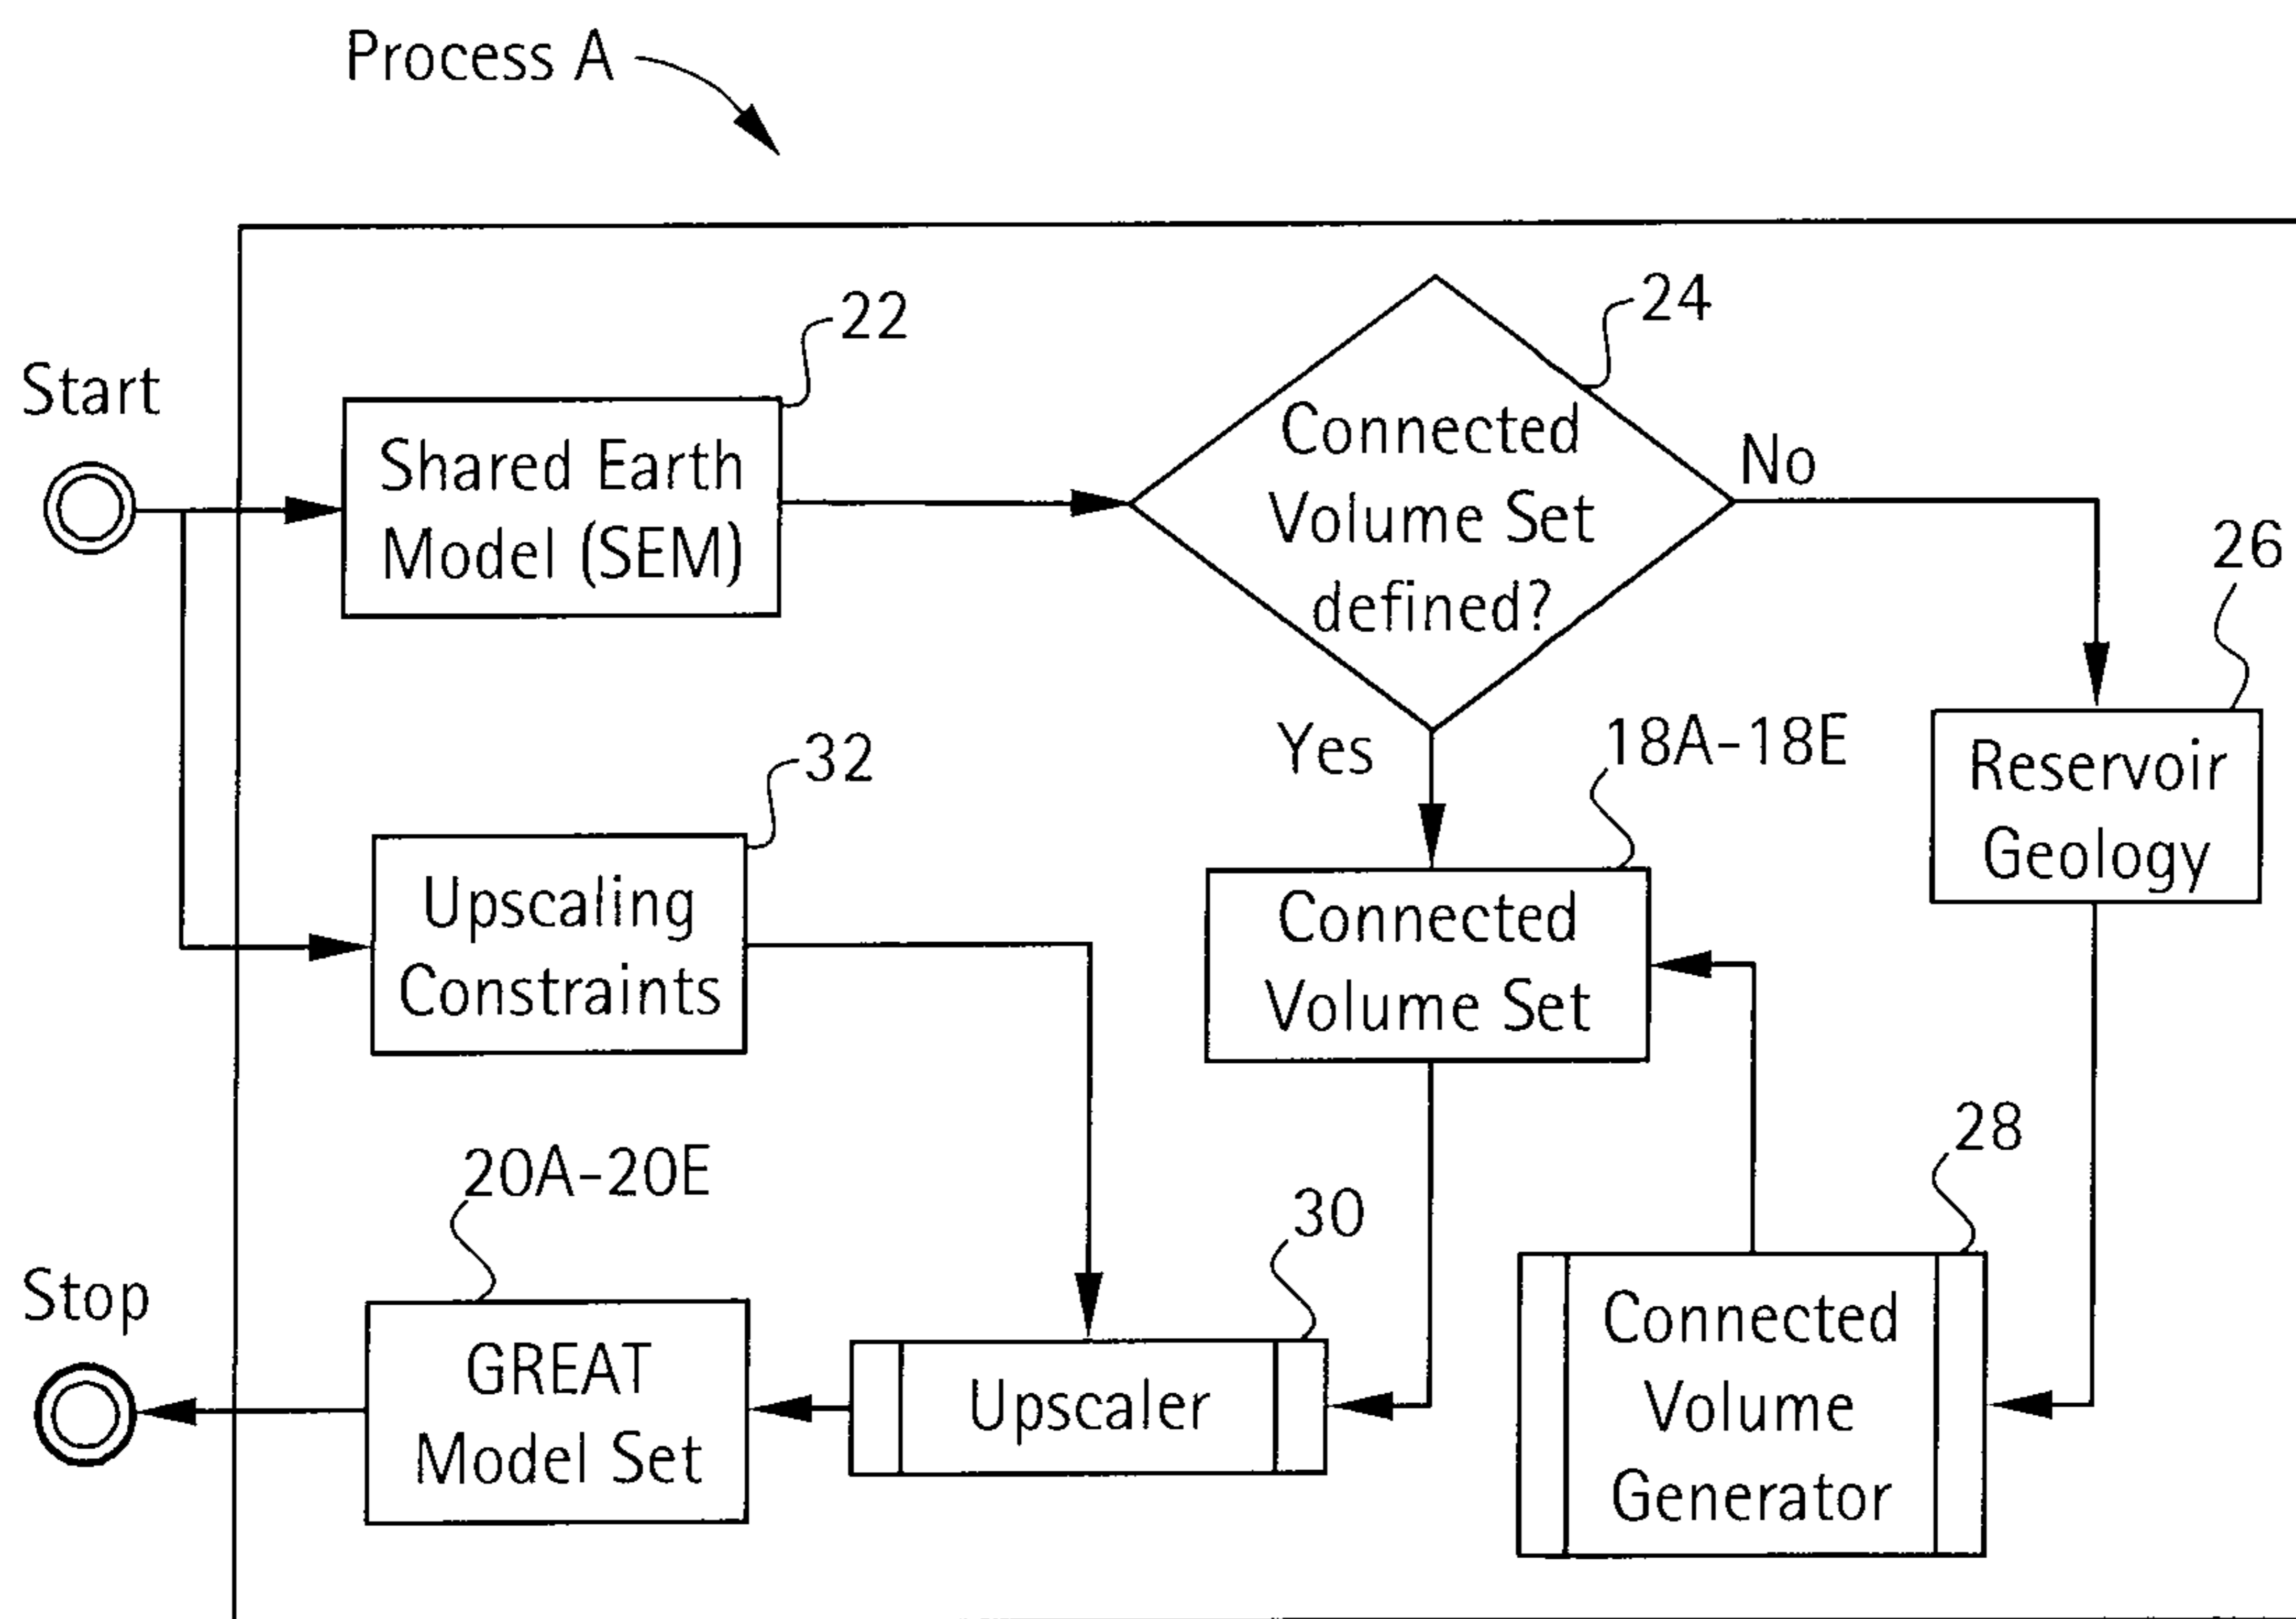 Process A
22
24
Start
Shared Earth
Model (SEM)
Connected
Volume Set
defined?
No
26
Yes
18A-18E
32
Reservoir
Geology
Upscaling
Constraints
Connected
Volume Set
28
20A-20E
30
Stop
GREAT
Model Set
Upscaler
Connected
Volume
Generator